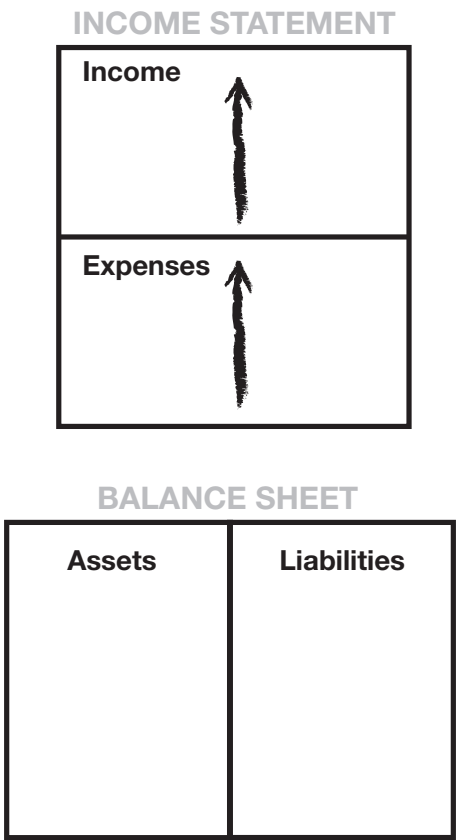 INCOME STATEMENT
Income
Expenses
BALANCE SHEET
Assets Liabilities